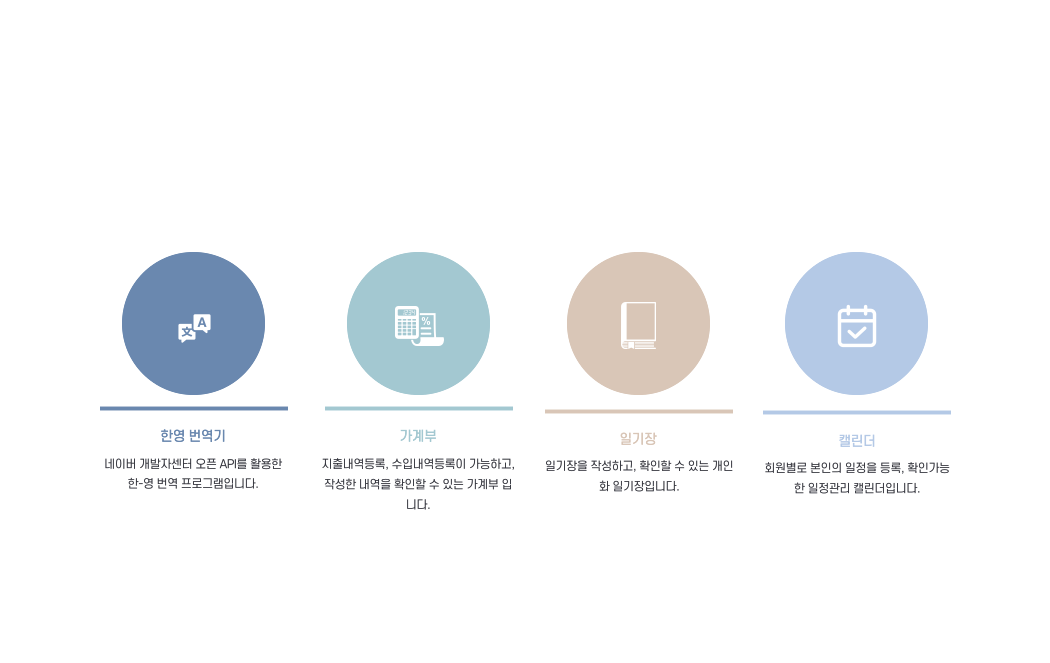 文
A
%
한영 번역기
네이버 개발자센터 오픈 API를 활용한
한-영 번역 프로그램입니다.
가계부
지출내역등록, 수입내역등록이 가능하고,
작성한 내역을 확인할 수 있는 가계부 입
니다.
일기장
일기장을 작성하고, 확인할 수 있는 개인
화 일기장입니다.
캘린더
회원별로 본인의 일정을 등록, 확인가능
한 일정관리 캘린더입니다.